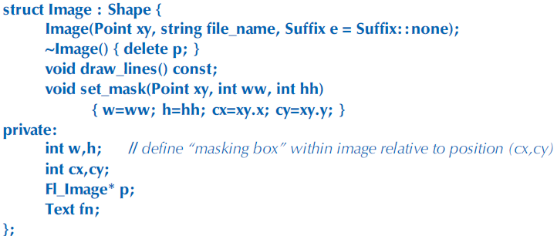 struct Image : Shape {
Image(Point xy, string file_name, Suffix e = Suffix::none);
~Image() { delete p; }
void draw_lines() const;
void set_mask(Point xy, int ww, int hh)
{ w=ww; h=hh; cx=xy.x; cy=xy.y; }
private:
int w,h; // define “masking box” within image relative to position (cx,cy)
int cx,cy;
Fl_Image* p;
Text fn;
};